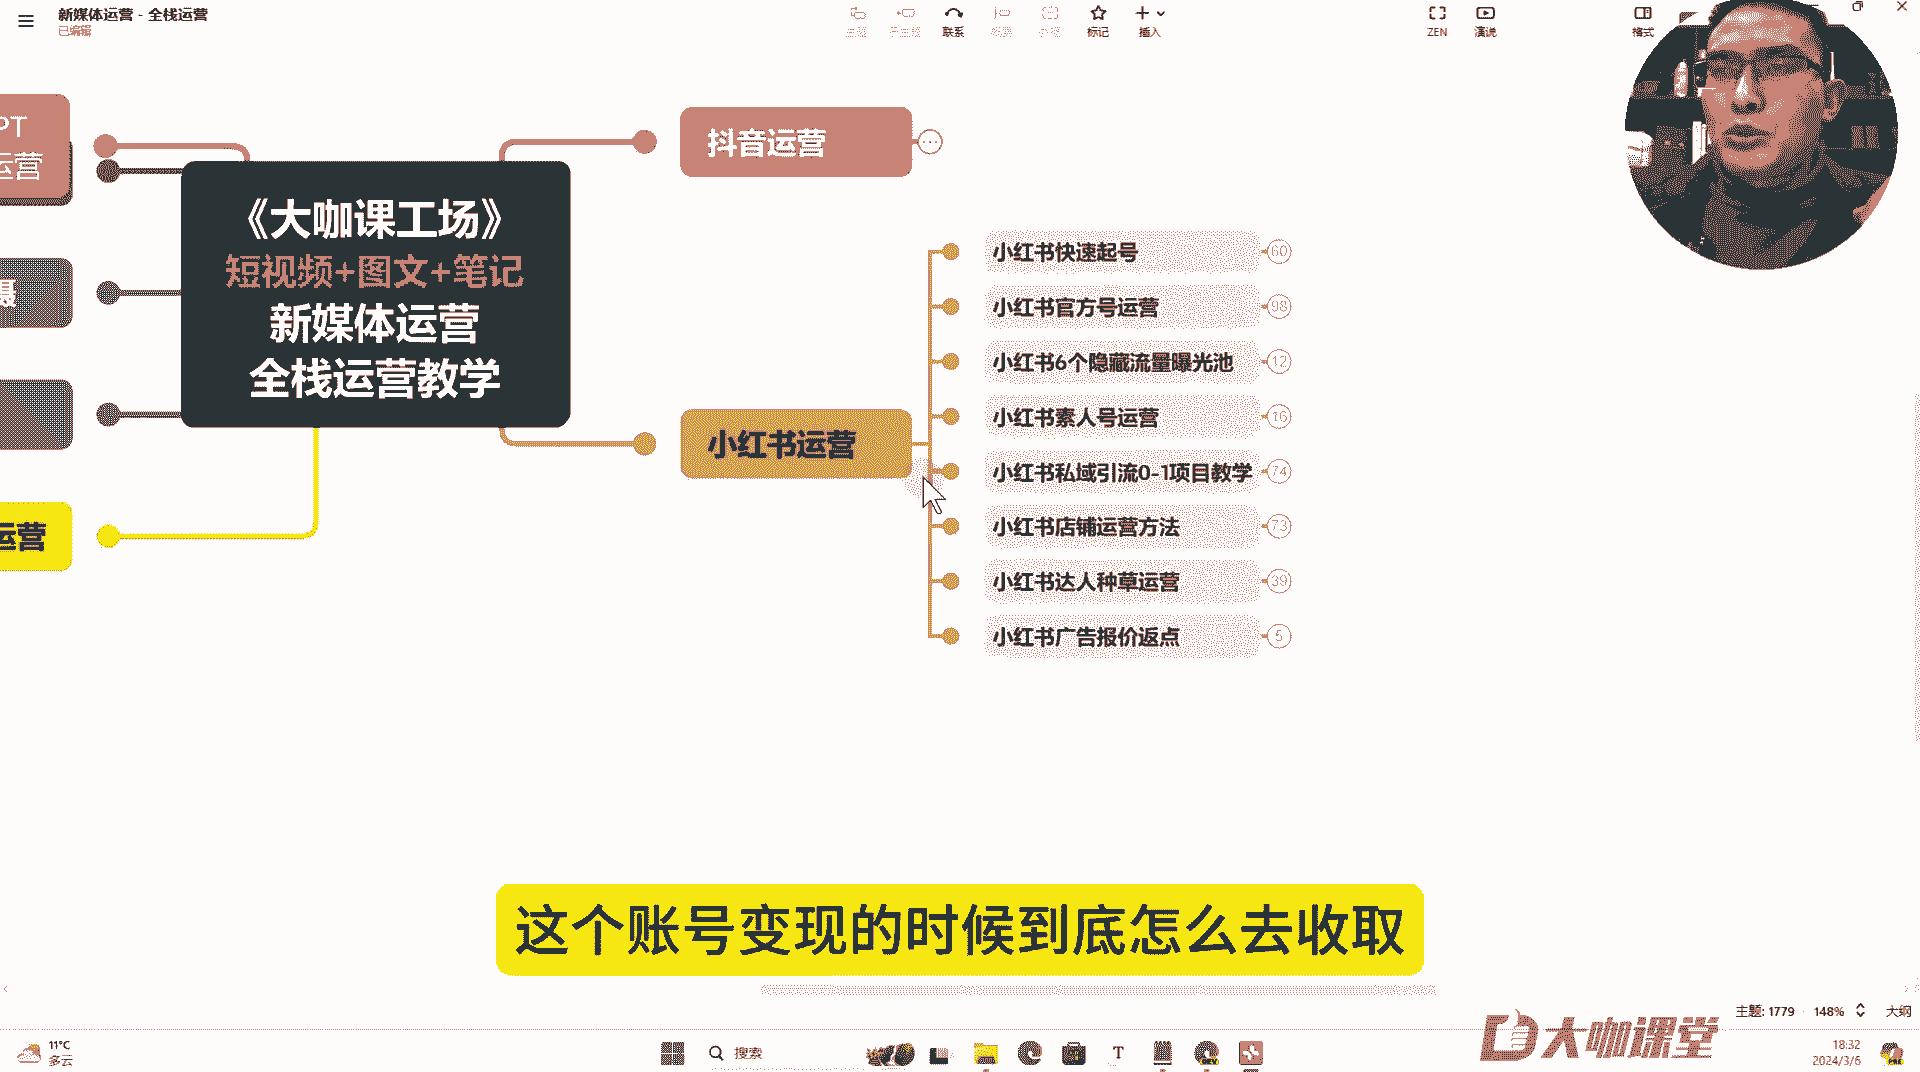 新媒体运营 - 全栈运营
已编辑
联系
标记
插入
ZEN
演说
格式
PT
运营
《大咖课工场》
短视频+图文+笔记
新媒体运营
全栈运营教学
运营
抖音运营
小红书运营
小红书快速起号 60
小红书官方号运营 98
小红书6个隐藏流量曝光池 12
小红书素人号运营 16
小红书私域引流0-1项目教学 74
小红书店铺运营方法 73
小红书达人种草运营 39
小红书广告报价返点 5
这个账号变现的时候到底怎么去收取
大咖课堂
主题: 1779 · 148% 大纲
11°C
多云
搜索
18:32
2024/3/6